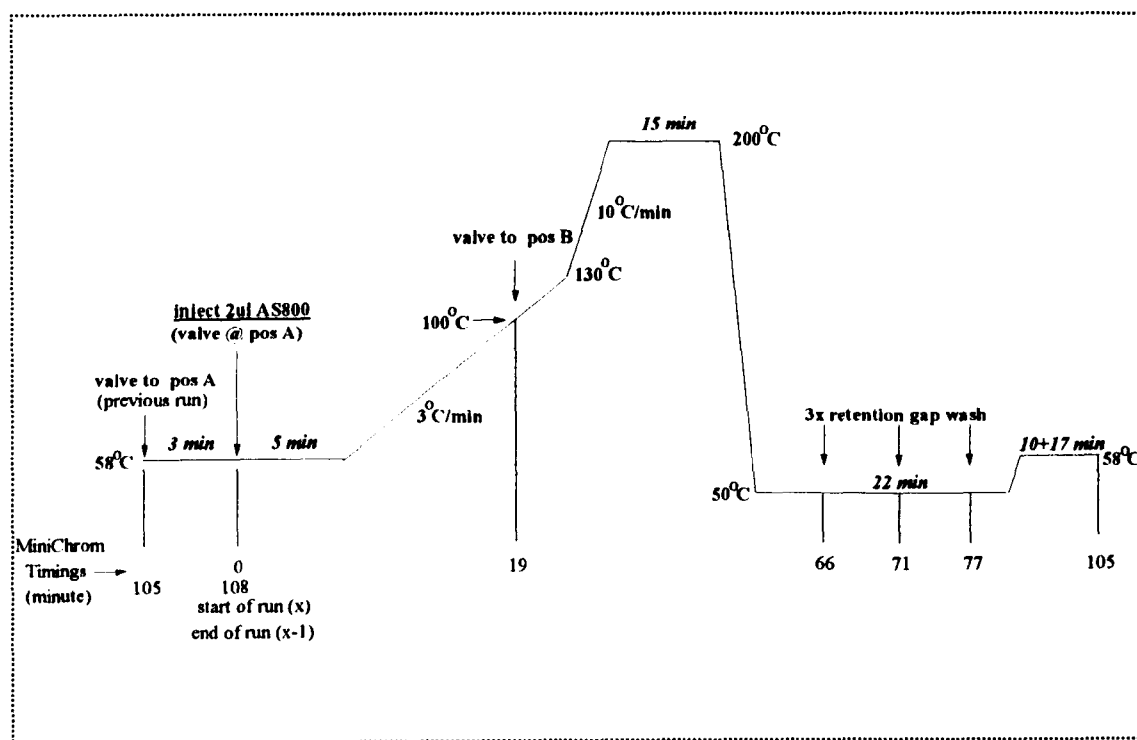 15 min
200°C
10°C/min
valve to pos B
130°C
inject 2ul AS800
(valve @ pos A)
100°C
valve to pos A
(previous run)
3°C/min
3x retention gap wash
3 min
5 min
10+17 min
58°C
58°C
50°C
22 min
MiniChrom
Timings
(minute)
105
0
108
19
66
71
77
105
start of run (x)
end of run (x-1)